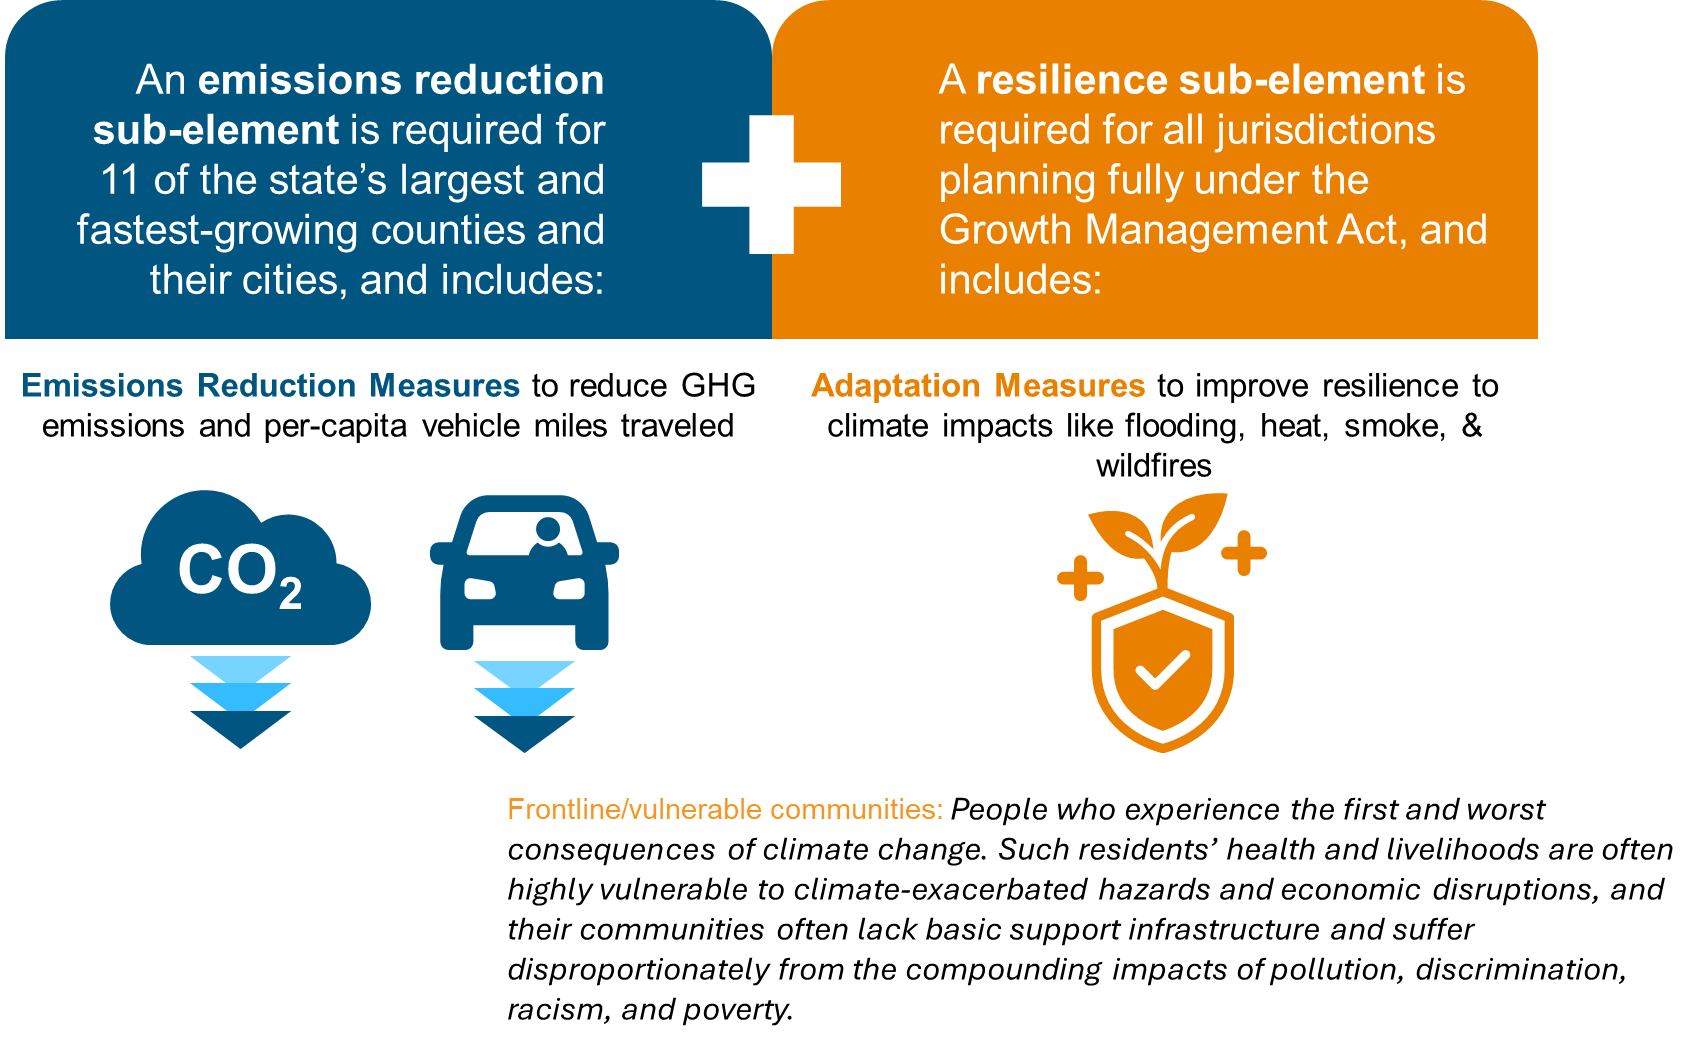 An emissions reduction
sub-element is required for
11 of the state’s largest and
fastest-growing counties and
their cities, and includes:
A resilience sub-element is
required for all jurisdictions
planning fully under the
Growth Management Act, and
includes:
Emissions Reduction Measures to reduce GHG
emissions and per-capita vehicle miles traveled
Adaptation Measures to improve resilience to
climate impacts like flooding, heat, smoke, &
wildfires
CO₂
Frontline/vulnerable communities: People who experience the first and worst
consequences of climate change. Such residents’ health and livelihoods are often
highly vulnerable to climate-exacerbated hazards and economic disruptions, and
their communities often lack basic support infrastructure and suffer
disproportionately from the compounding impacts of pollution, discrimination,
racism, and poverty.